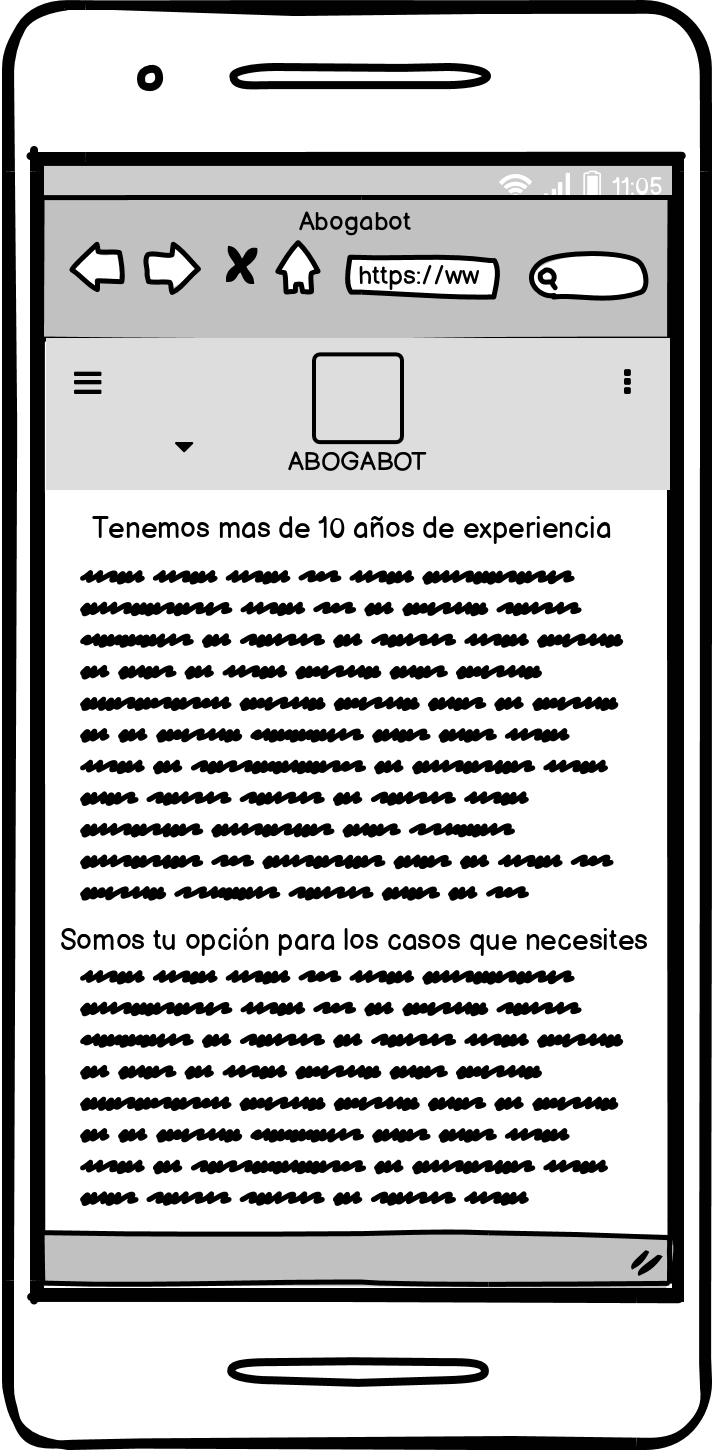 11:05
Abogabot
https://ww
ABOGABOT
Tenemos mas de 10 años de experiencia
Somos tu opción para los casos que necesites